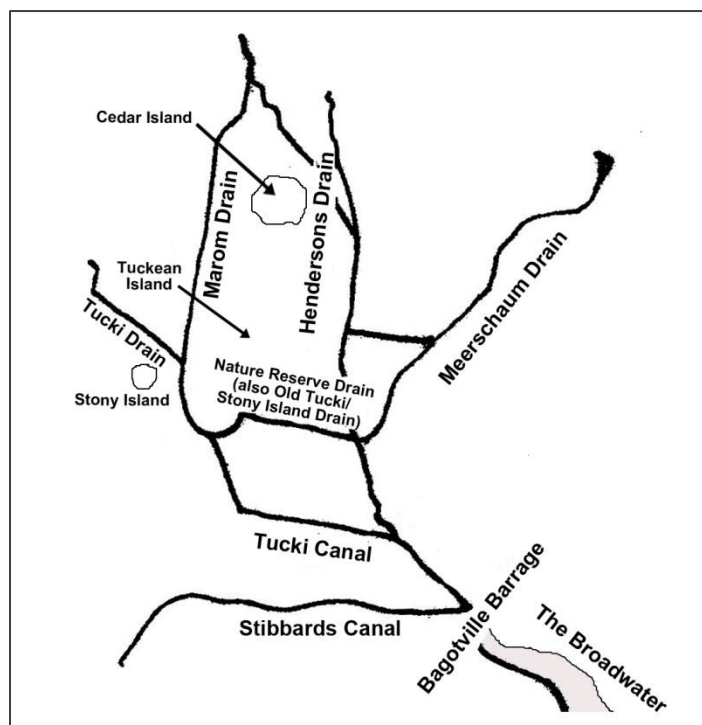 Cedar Island
Marom Drain
Hendersons Drain
Tuckean
Island
Meerschaum Drain
Tucki Drain
Stony Island
Nature Reserve Drain
(also Old Tucki/
Stony Island Drain)
Tucki Canal
Stibbards Canal
Bagotville Barrage
The Broadwater